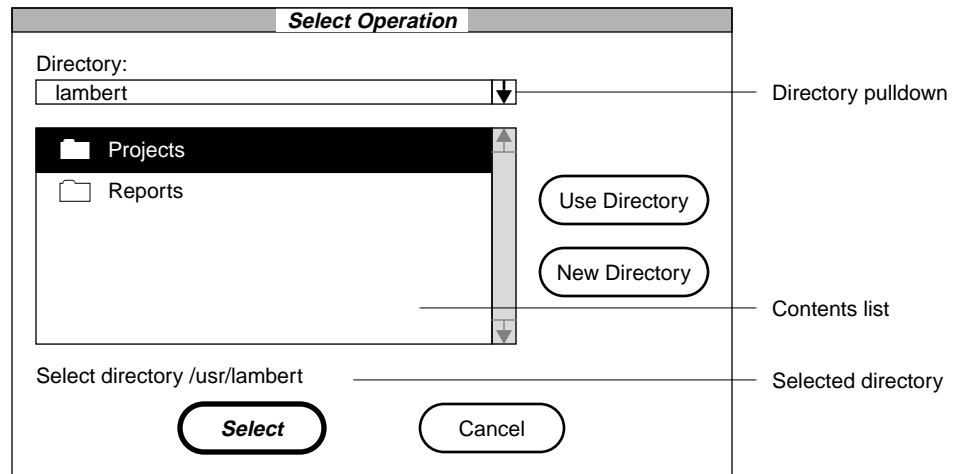 Select Operation
Directory:
lambert
Directory pulldown
Projects
Reports
Use Directory
New Directory
Contents list
Select directory /usr/lambert
Selected directory
Select
Cancel